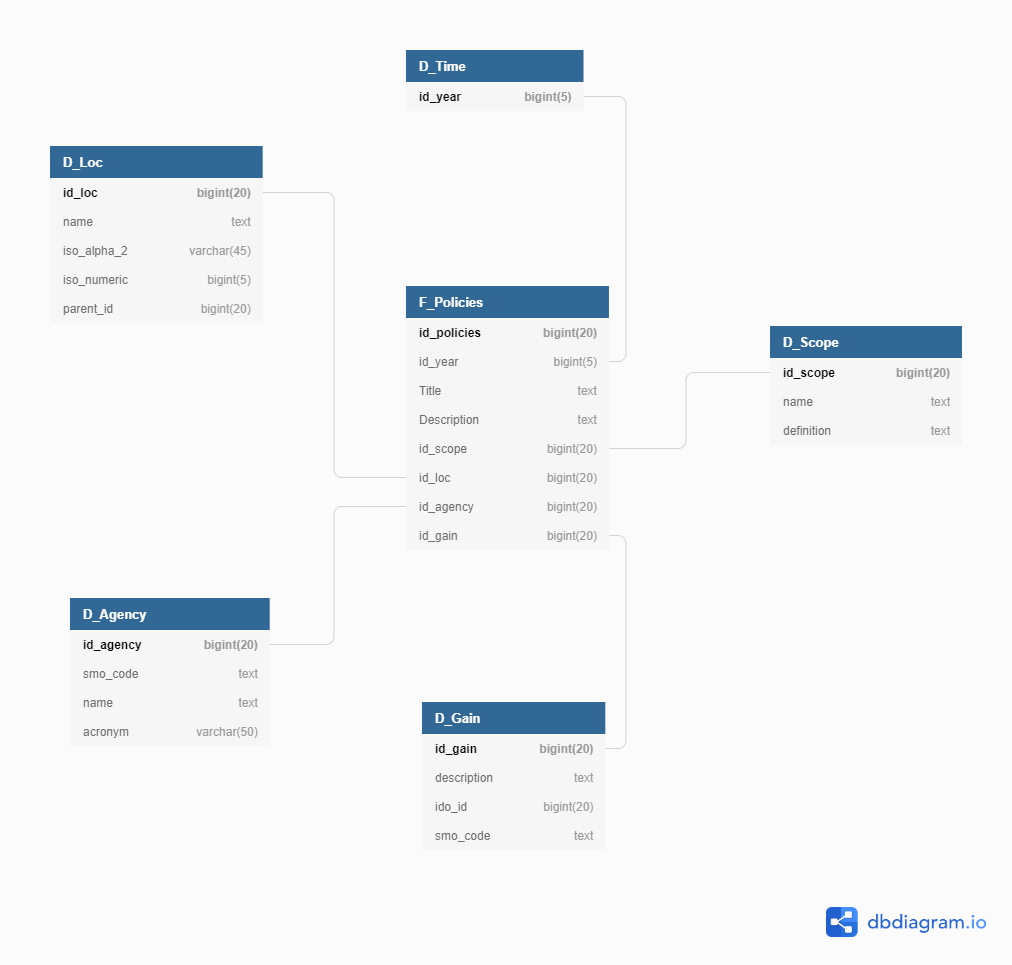 D_Time
id_year bigint(5)
D_Loc
id_loc bigint(20)
name text
iso_alpha_2 varchar(45)
iso_numeric bigint(5)
parent_id bigint(20)
F_Policies
id_policies bigint(20)
id_year bigint(5)
Title text
Description text
id_scope bigint(20)
id_loc bigint(20)
id_agency bigint(20)
id_gain bigint(20)
D_Scope
id_scope bigint(20)
name text
definition text
D_Agency
id_agency bigint(20)
smo_code text
name text
acronym varchar(50)
D_Gain
id_gain bigint(20)
description text
ido_id bigint(20)
smo_code text
dbdiagram.io